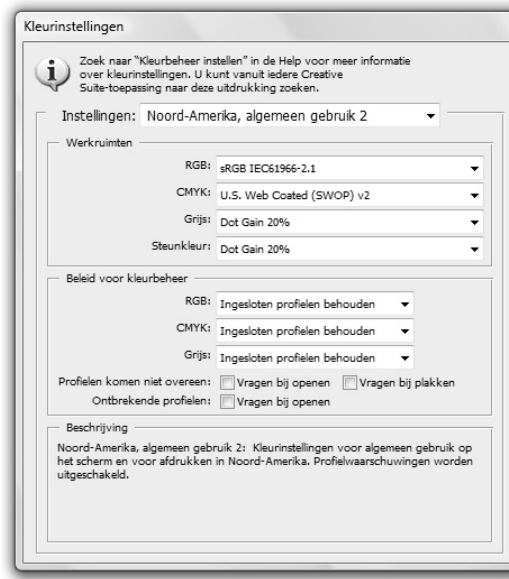 Kleurinstellingen
Zoek naar "Kleurbeheer instellen" in de Help voor meer informatie
over kleurinstellingen. U kunt vanuit iedere Creative
Suite-toepassing naar deze uitdrukking zoeken.
Instellingen: Noord-Amerika, algemeen gebruik 2
Werkruimten
RGB: sRGB IEC61966-2.1
CMYK: U.S. Web Coated (SWOP) v2
Grijs: Dot Gain 20%
Steunkleur: Dot Gain 20%
Beleid voor kleurbeheer
RGB: Ingesloten profielen behouden
CMYK: Ingesloten profielen behouden
Grijs: Ingesloten profielen behouden
Profielen komen niet overeen: Vragen bij openen Vragen bij plakken
Ontbrekende profielen: Vragen bij openen
Beschrijving
Noord-Amerika, algemeen gebruik 2: Kleurinstellingen voor algemeen gebruik op
het scherm en voor afdrukken in Noord-Amerika. Profielwaarschuwingen worden
uitgeschakeld.